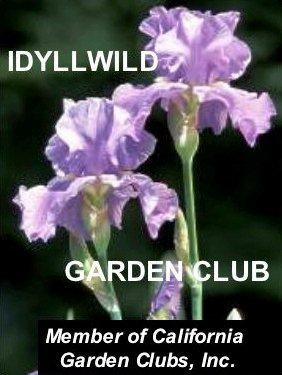 IDYLLWILD
GARDEN CLUB
Member of California
Garden Clubs, Inc.